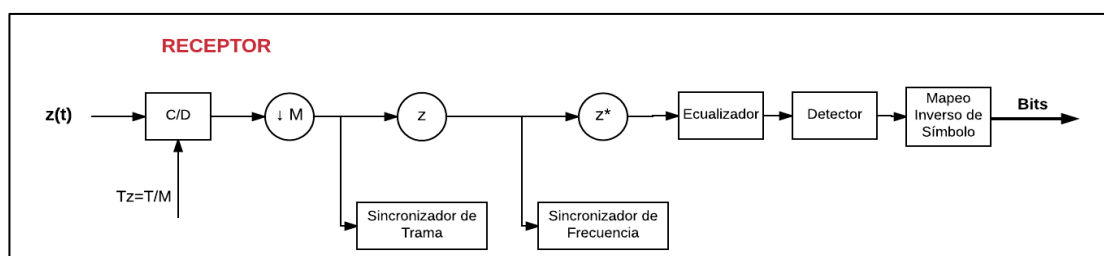 RECEPTOR
z(t)
C/D
↓ M
z
z*
Ecualizador
Detector
Mapeo
Inverso de
Símbolo
Bits
Tz=T/M
Sincronizador de
Trama
Sincronizador de
Frecuencia